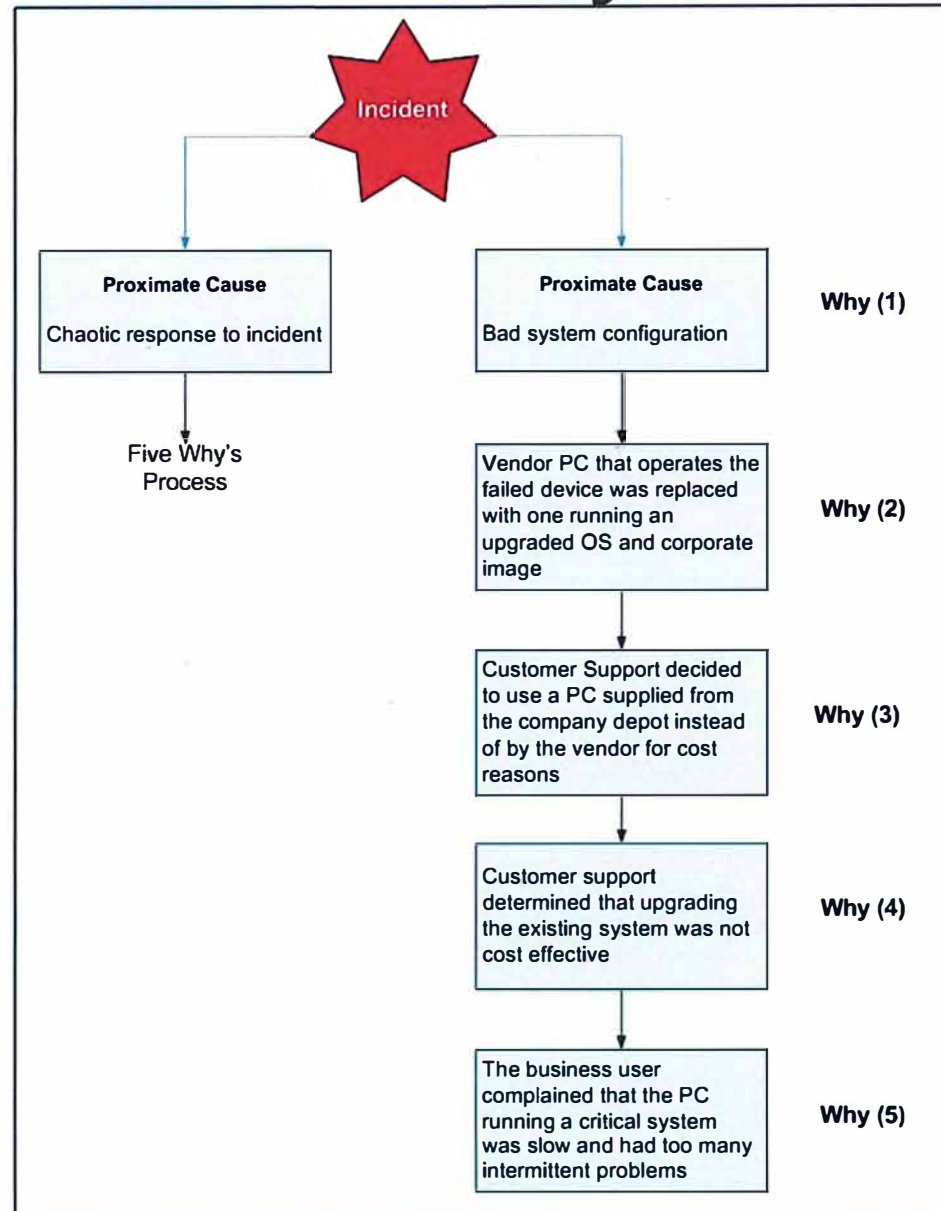 Incident
Proximate Cause
Chaotic response to incident
Five Why's
Process
Proximate Cause
Bad system configuration
Why (1)
Vendor PC that operates the
failed device was replaced
with one running an
upgraded OS and corporate
image
Why (2)
Customer Support decided
to use a PC supplied from
the company depot instead
of by the vendor for cost
reasons
Why (3)
Customer support
determined that upgrading
the existing system was not
cost effective
Why (4)
The business user
complained that the PC
running a critical system
was slow and had too many
intermittent problems
Why (5)